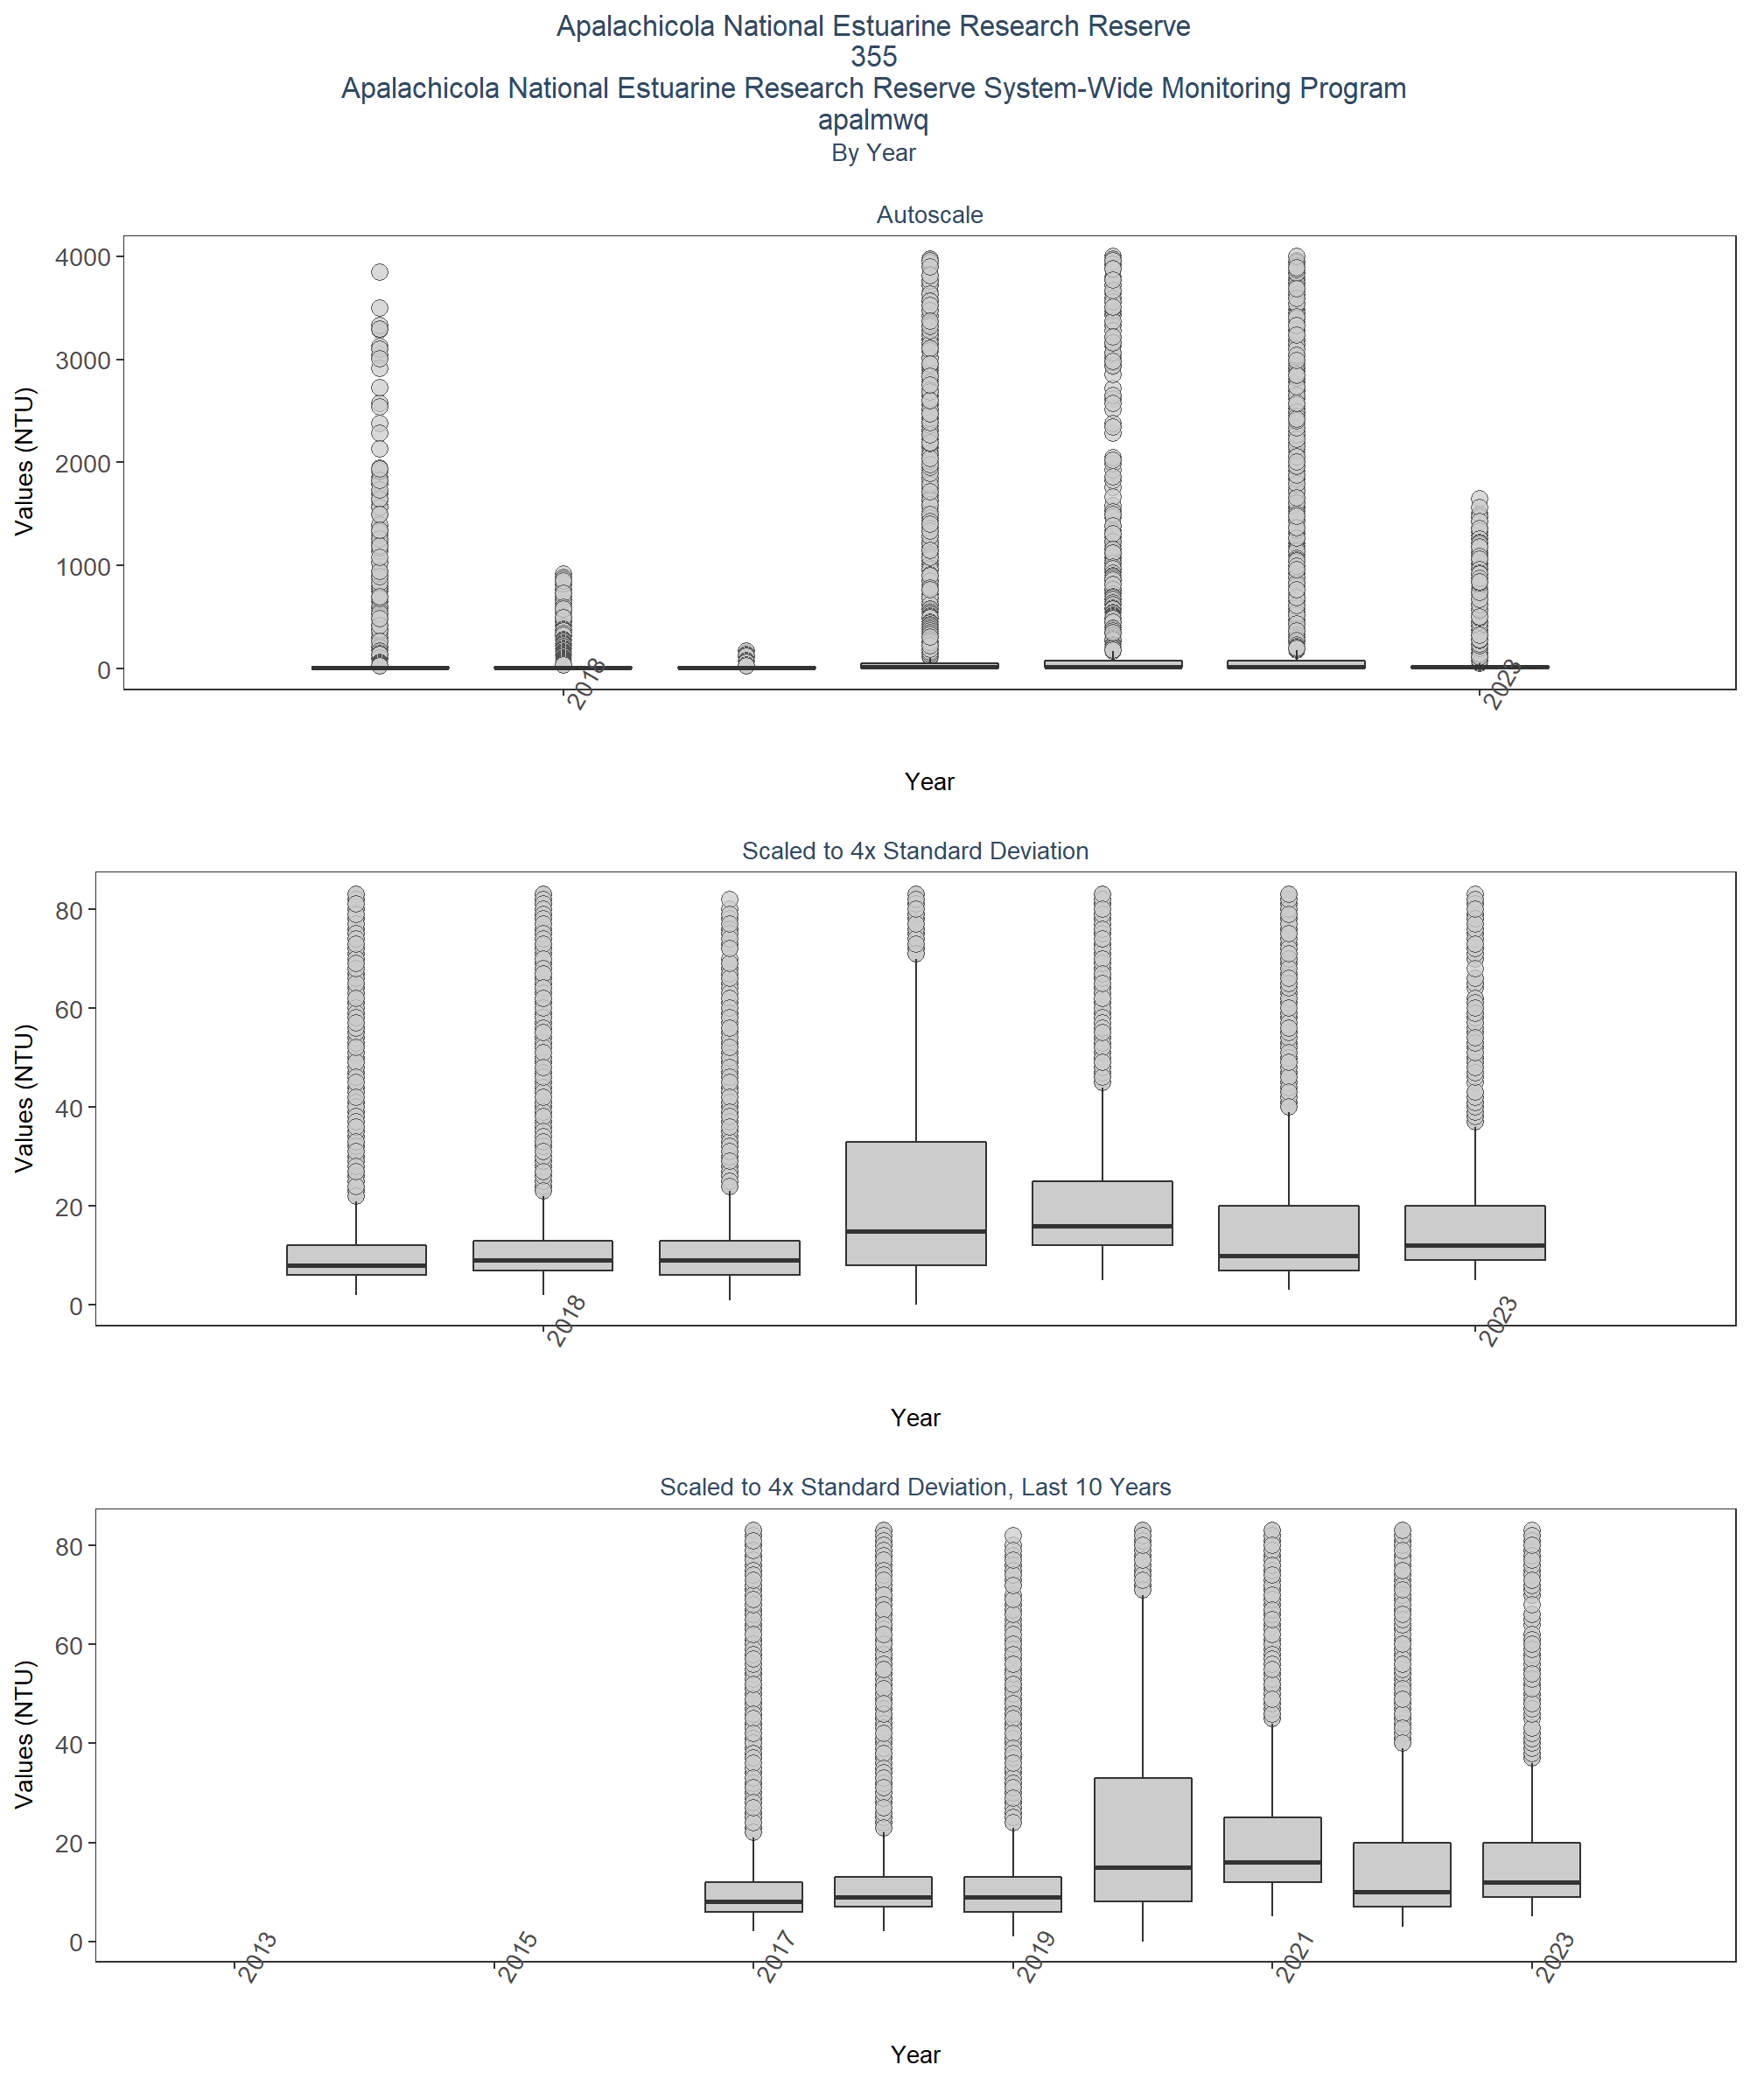 Apalachicola National Estuarine Research Reserve
355
Apalachicola National Estuarine Research Reserve System-Wide Monitoring Program
apalmwq
By Year
Autoscale
4000
3000
2000
1000
0
Values (NTU)
2018
2023
Year
Scaled to 4x Standard Deviation
80
60
40
20
0
Values (NTU)
2018
2023
Year
Scaled to 4x Standard Deviation, Last 10 Years
80
60
40
20
0
Values (NTU)
2013
2015
2017
2019
2021
2023
Year